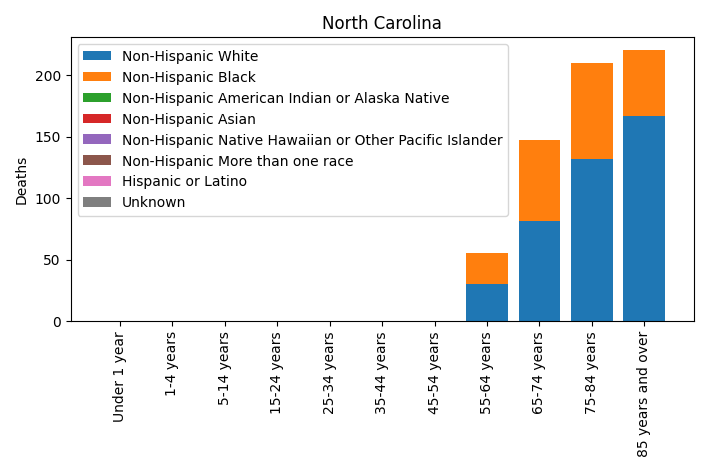 North Carolina
Non-Hispanic White
Non-Hispanic Black
Non-Hispanic American Indian or Alaska Native
Non-Hispanic Asian
Non-Hispanic Native Hawaiian or Other Pacific Islander
Non-Hispanic More than one race
Hispanic or Latino
Unknown
Deaths
200
150
100
50
0
Under 1 year
1-4 years
5-14 years
15-24 years
25-34 years
35-44 years
45-54 years
55-64 years
65-74 years
75-84 years
85 years and over